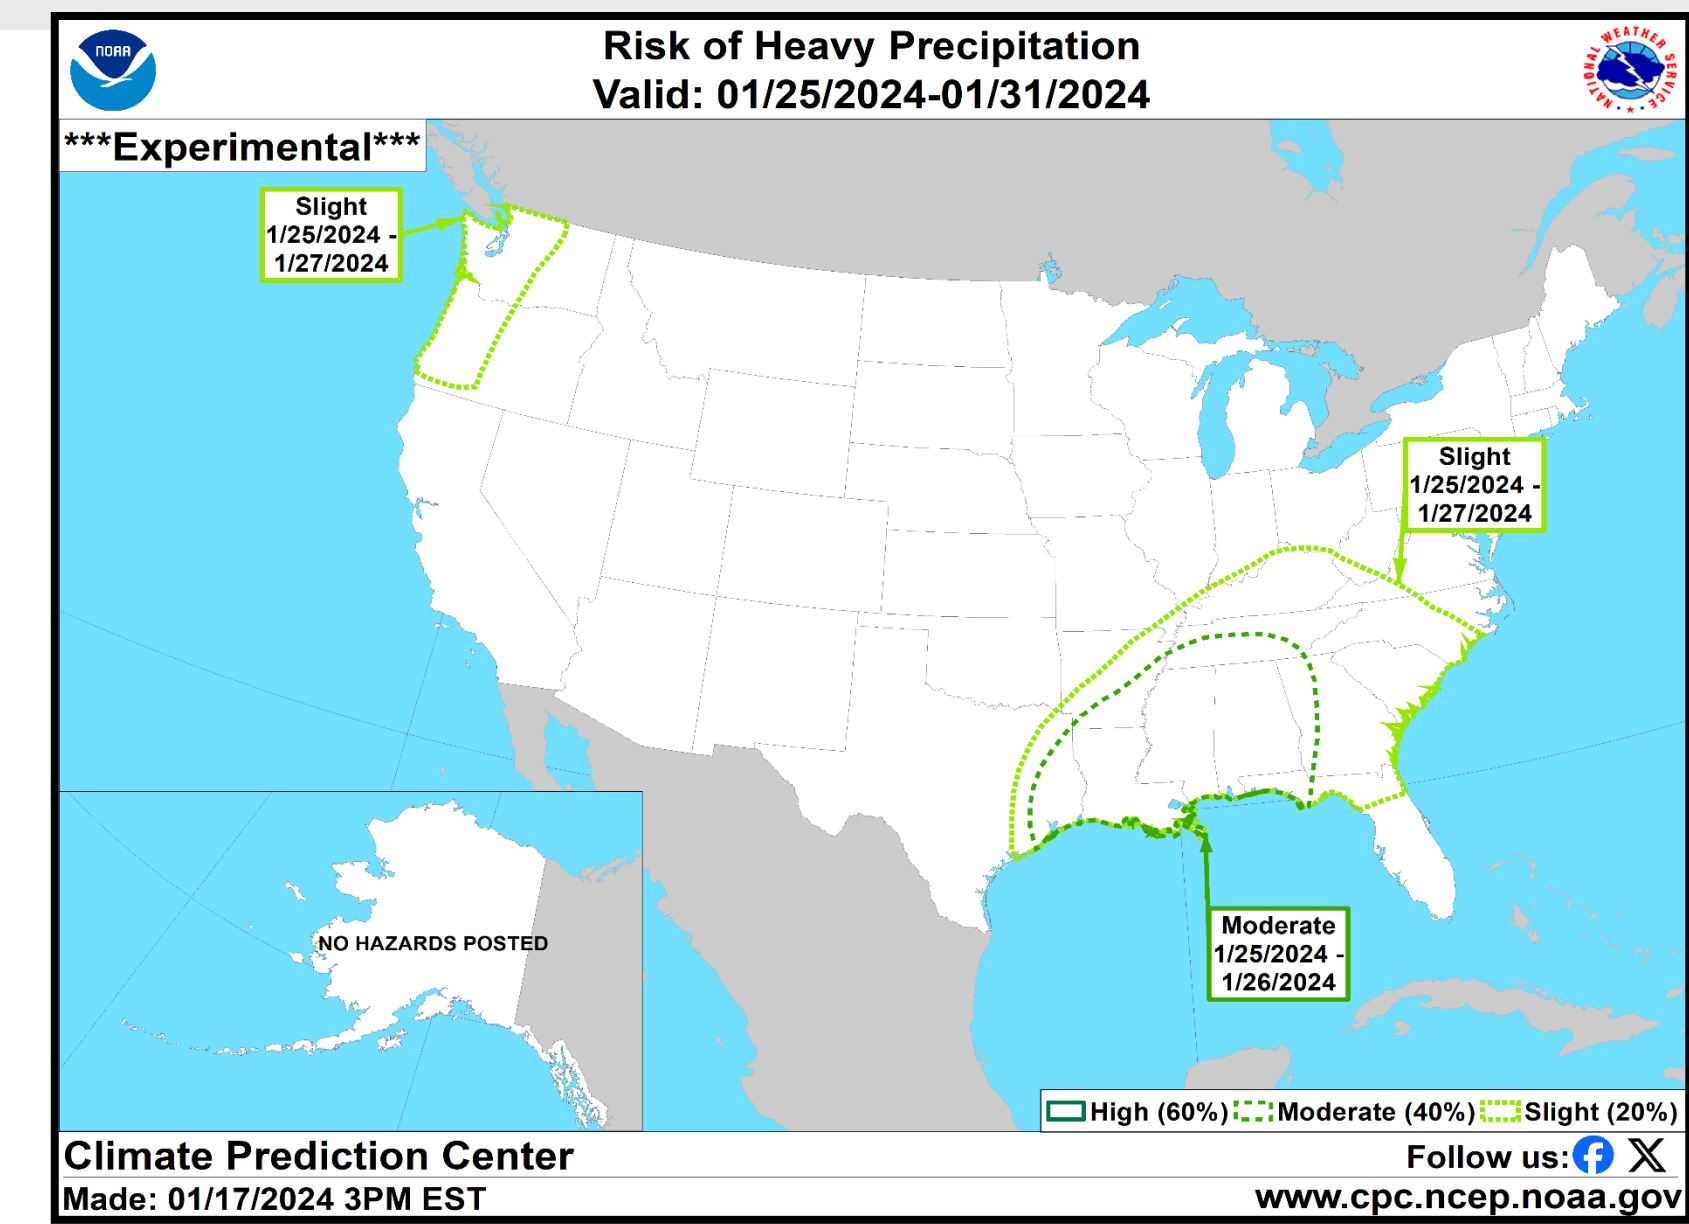 NOAA
Risk of Heavy Precipitation
Valid: 01/25/2024-01/31/2024
NATIONAL WEATHER SERVICE
***Experimental***
Slight
1/25/2024 -
1/27/2024
Slight
1/25/2024 -
1/27/2024
Moderate
1/25/2024 -
1/26/2024
NO HAZARDS POSTED
High (60%) Moderate (40%) Slight (20%)
Climate Prediction Center
Follow us:
Made: 01/17/2024 3PM EST
www.cpc.ncep.noaa.gov